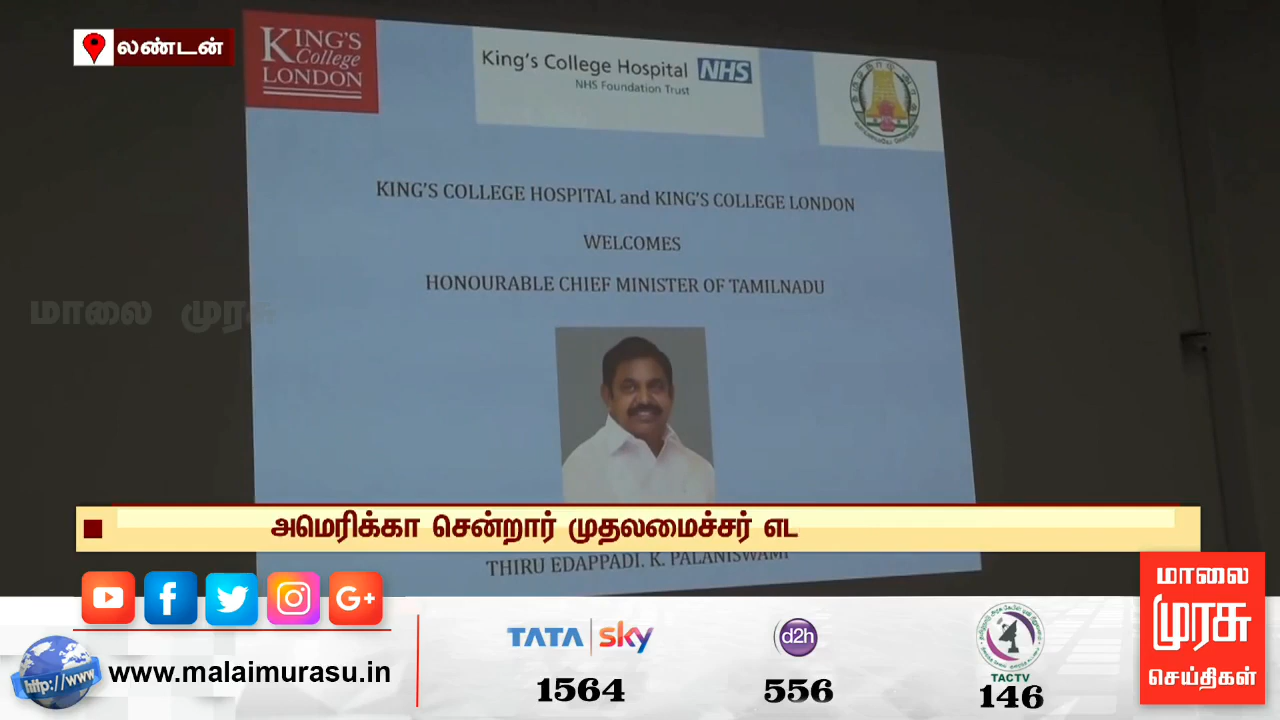 லண்டன்
KING'S
College
LONDON
King's College Hospital NHS
NHS Foundation Trust
KING'S COLLEGE HOSPITAL and KING'S COLLEGE LONDON
WELCOMES
HONOURABLE CHIEF MINISTER OF TAMILNADU
மாலை முரசு
அமெரிக்கா சென்றார் முதலமைச்சர் எட
THIRU EDAPPADI. K. PALANISWAMI
மாலை
முரசு
செய்திகள்
G+
TATA sky
d2h
http://www
www.malaimurasu.in
TACTV
1564
556
146